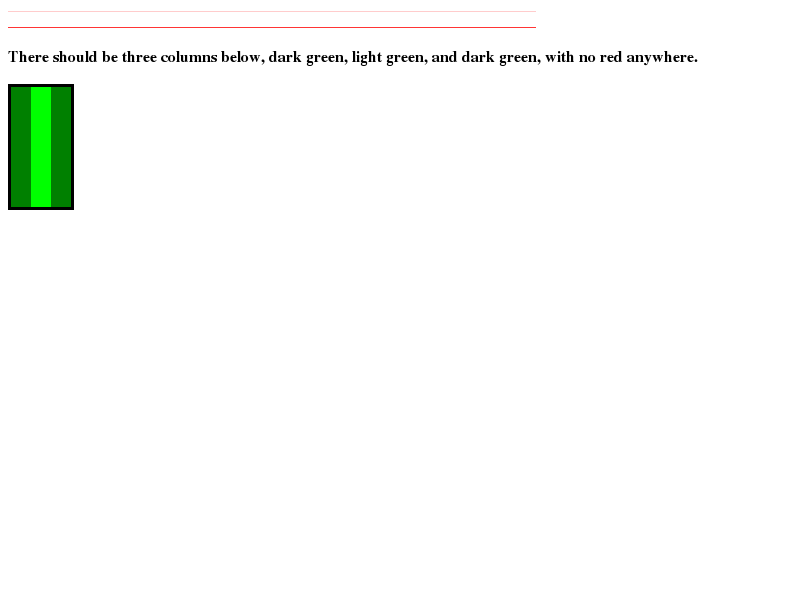 There should be three columns below, dark green, light green, and dark green, with no red anywhere.